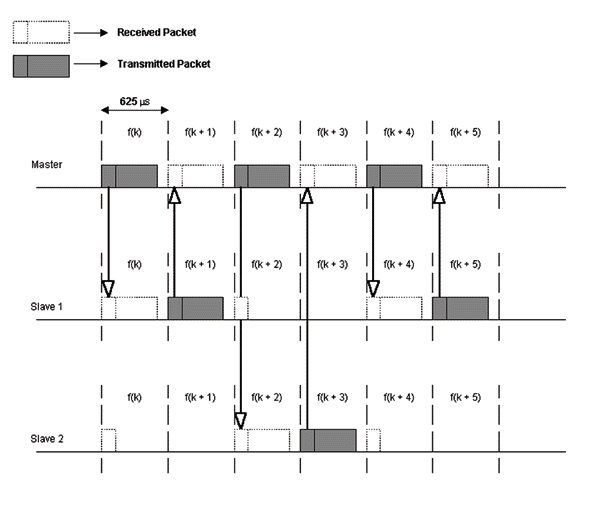 Received Packet
Transmitted Packet
625 µs
f(k) f(k + 1) f(k + 2) f(k + 3) f(k + 4) f(k + 5)
Master
f(k) f(k + 1) f(k + 2) f(k + 3) f(k + 4) f(k + 5)
Slave 1
f(k) f(k + 1) f(k + 2) f(k + 3) f(k + 4) f(k + 5)
Slave 2